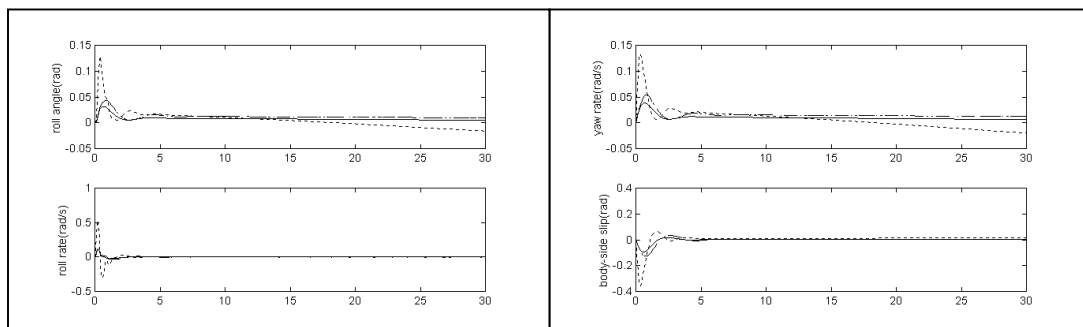 0.15
0.1
0.05
0
-0.05
roll angle(rad)
0 5 10 15 20 25 30
1
0.5
0
-0.5
roll rate(rad/s)
0 5 10 15 20 25 30
0.15
0.1
0.05
0
-0.05
yaw rate(rad/s)
0 5 10 15 20 25 30
0.4
0.2
0
-0.2
-0.4
body-side slip(rad)
0 5 10 15 20 25 30